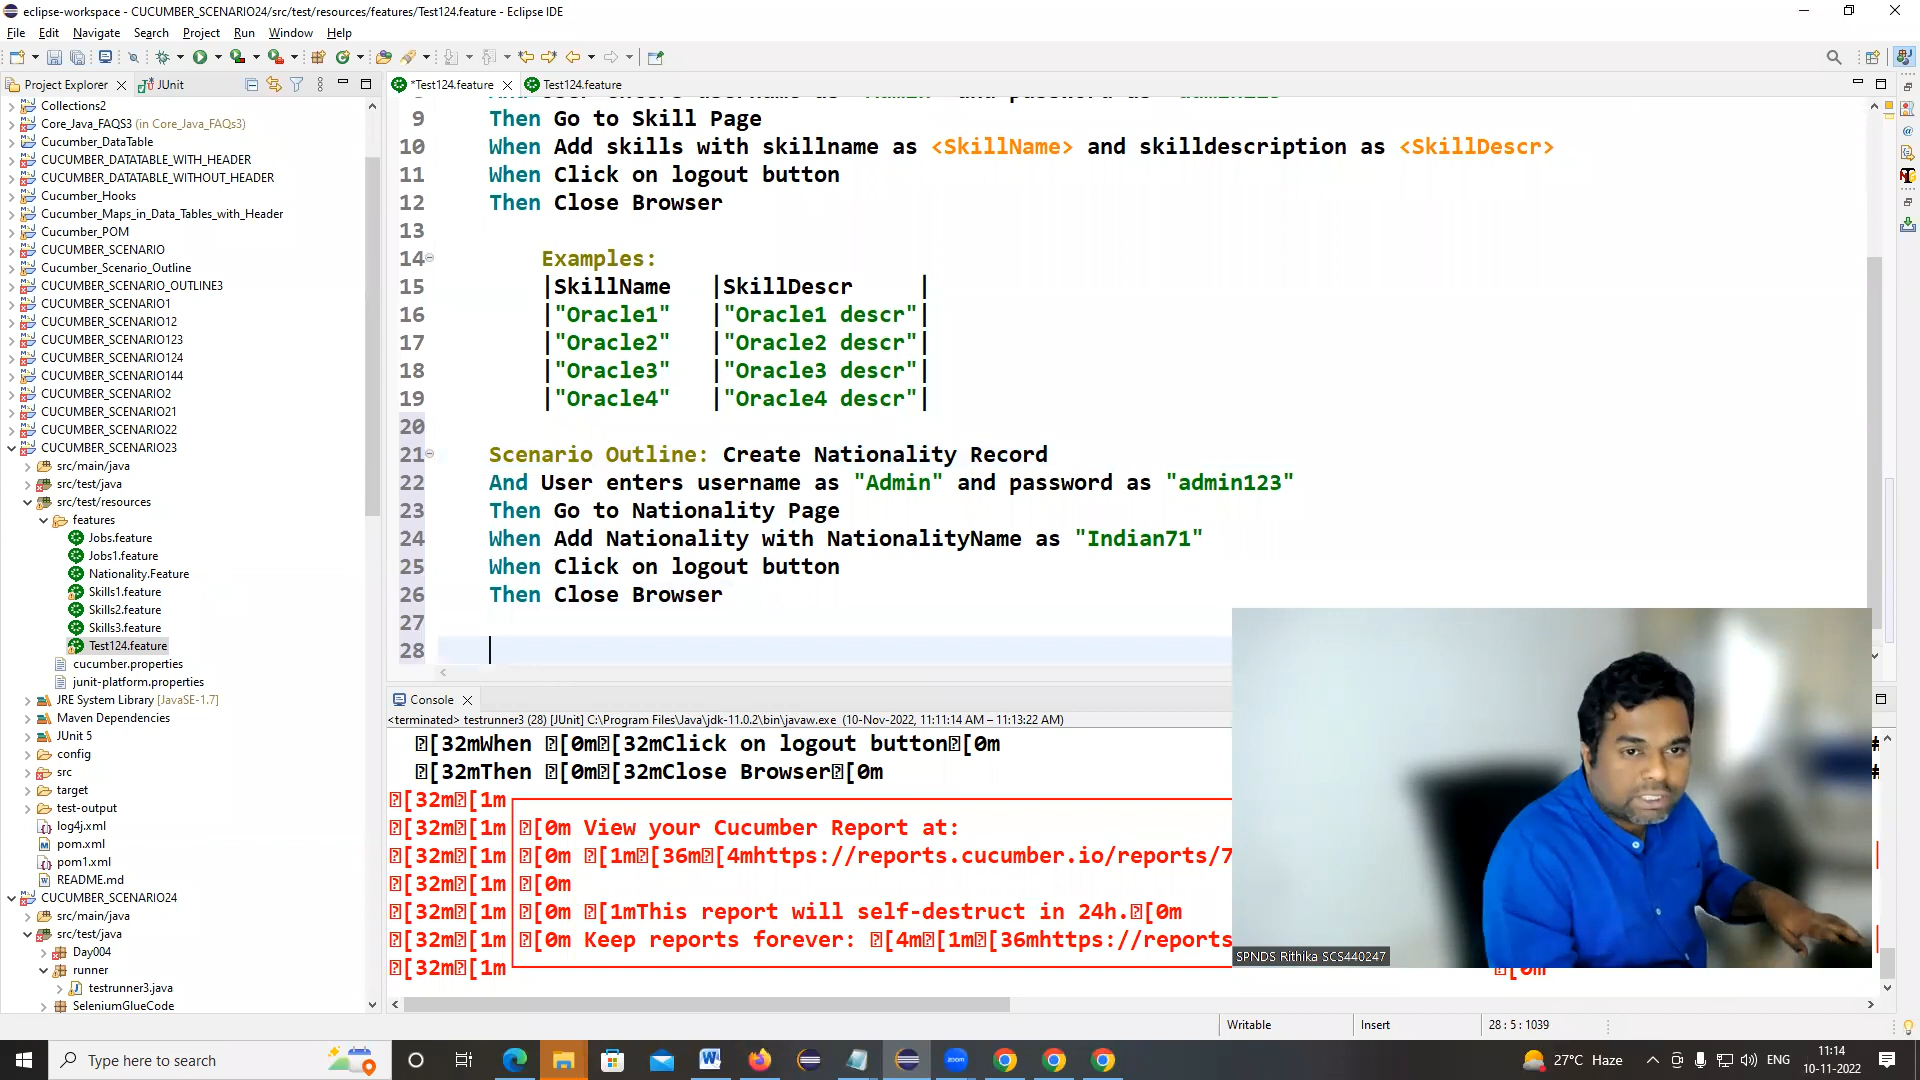 eclipse-workspace - CUCUMBER_SCENARIO24/src/test/resources/features/Test124.feature - Eclipse IDE
File Edit Navigate Search Project Run Window Help
Project Explorer
JUnit
*Test124.feature
Test124.feature
Collections2
Core_Java_FAQS3 (in Core_Java_FAQs3)
Cucumber_DataTable
CUCUMBER_DATATABLE_WITH_HEADER
CUCUMBER_DATATABLE_WITHOUT_HEADER
Cucumber_Hooks
Cucumber_Maps_in_Data_Tables_with_Header
Cucumber_POM
CUCUMBER_SCENARIO
Cucumber_Scenario_Outline
CUCUMBER_SCENARIO_OUTLINE3
CUCUMBER_SCENARIO1
CUCUMBER_SCENARIO12
CUCUMBER_SCENARIO123
CUCUMBER_SCENARIO124
CUCUMBER_SCENARIO144
CUCUMBER_SCENARIO2
CUCUMBER_SCENARIO21
CUCUMBER_SCENARIO22
CUCUMBER_SCENARIO23
src/main/java
src/test/java
src/test/resources
features
Jobs.feature
Jobs1.feature
Nationality.Feature
Skills1.feature
Skills2.feature
Skills3.feature
Test124.feature
cucumber.properties
junit-platform.properties
JRE System Library [JavaSE-1.7]
Maven Dependencies
JUnit 5
config
src
target
test-output
log4j.xml
pom.xml
pom1.xml
README.md
CUCUMBER_SCENARIO24
src/main/java
src/test/java
Day004
runner
testrunner3.java
SeleniumGlueCode
9 Then Go to Skill Page
10 When Add skills with skillname as <SkillName> and skilldescription as <SkillDescr>
11 When Click on logout button
12 Then Close Browser
13
14 Examples:
15 |SkillName |SkillDescr |
16 |"Oracle1" |"Oracle1 descr"|
17 |"Oracle2" |"Oracle2 descr"|
18 |"Oracle3" |"Oracle3 descr"|
19 |"Oracle4" |"Oracle4 descr"|
20
21 Scenario Outline: Create Nationality Record
22 And User enters username as "Admin" and password as "admin123"
23 Then Go to Nationality Page
24 When Add Nationality with NationalityName as "Indian71"
25 When Click on logout button
26 Then Close Browser
27
28
Console
<terminated> testrunner3 (28) [JUnit] C:\Program Files\Java\jdk-11.0.2\bin\javaw.exe (10-Nov-2022, 11:11:14 AM – 11:13:22 AM)
[32mWhen [0m[32mClick on logout button[0m
[32mThen [0m[32mClose Browser[0m
[32m[1m
[32m[1m [0m View your Cucumber Report at:
[32m[1m [0m [1m[36m[4mhttps://reports.cucumber.io/reports/7
[32m[1m [0m
[32m[1m [0m [1mThis report will self-destruct in 24h.[0m
[32m[1m [0m Keep reports forever: [4m[1m[36mhttps://reports
[32m[1m [0m
SPNDS Rithika SCS440247
Writable Insert 28 : 5 : 1039
Type here to search
27°C Haze
ENG
11:14
10-11-2022